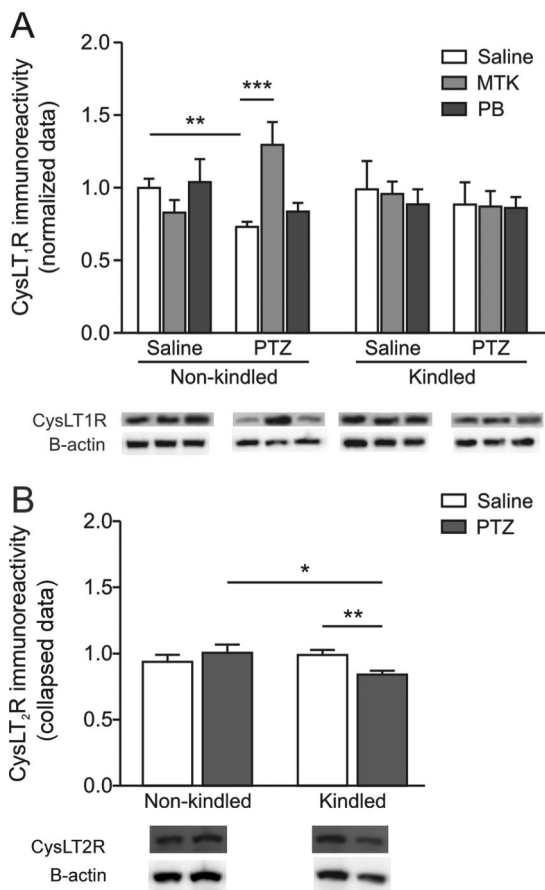 A
CysLT₁R immunoreactivity
(normalized data)
2.0
1.5
1.0
0.5
0.0
Saline
MTK
PB
**
***
Saline PTZ Saline PTZ
Non-kindled Kindled
CysLT1R
B-actin
B
CysLT₂R immunoreactivity
(collapsed data)
2.0
1.5
1.0
0.5
0.0
Saline
PTZ
*
**
Non-kindled Kindled
CysLT2R
B-actin